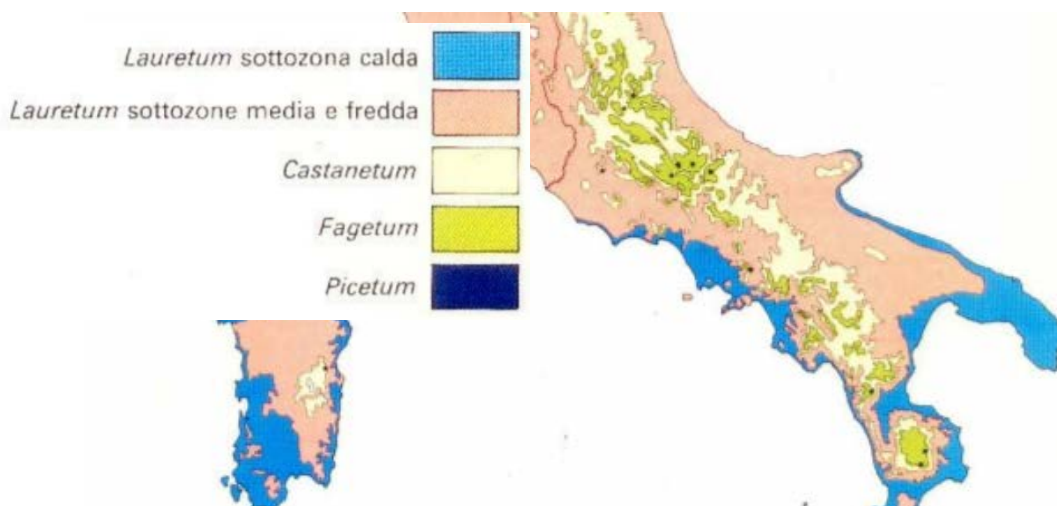 Lauretum sottozona calda
Lauretum sottozone media e fredda
Castanetum
Fagetum
Picetum